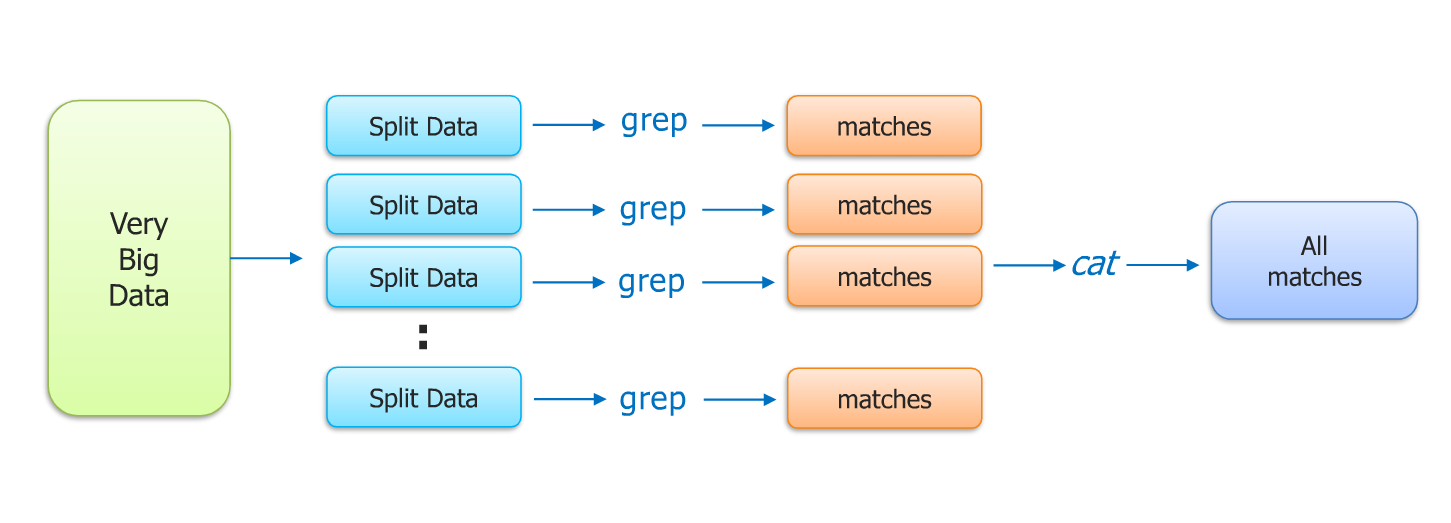 Very
Big
Data
Split Data
grep
matches
Split Data
grep
matches
Split Data
grep
matches
:
Split Data
grep
matches
cat
All
matches